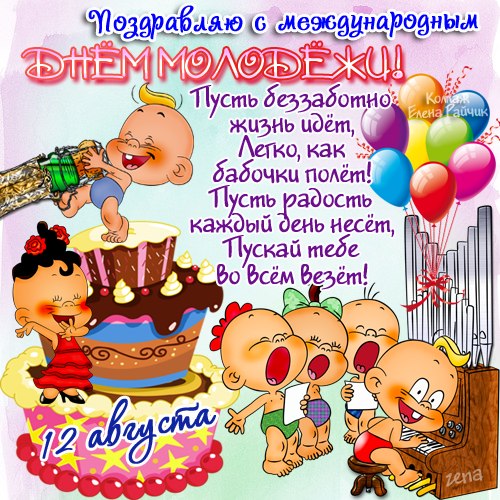 Поздравляю с международным
ДНЁМ МОЛОДЁЖИ!
Пусть беззаботно
жизнь идёт,
Легко, как
бабочки полёт!
Пусть радость
каждый день несёт,
Пускай тебе
во всём везёт!
Коллаж
Елена Райчик
12 августа
zena